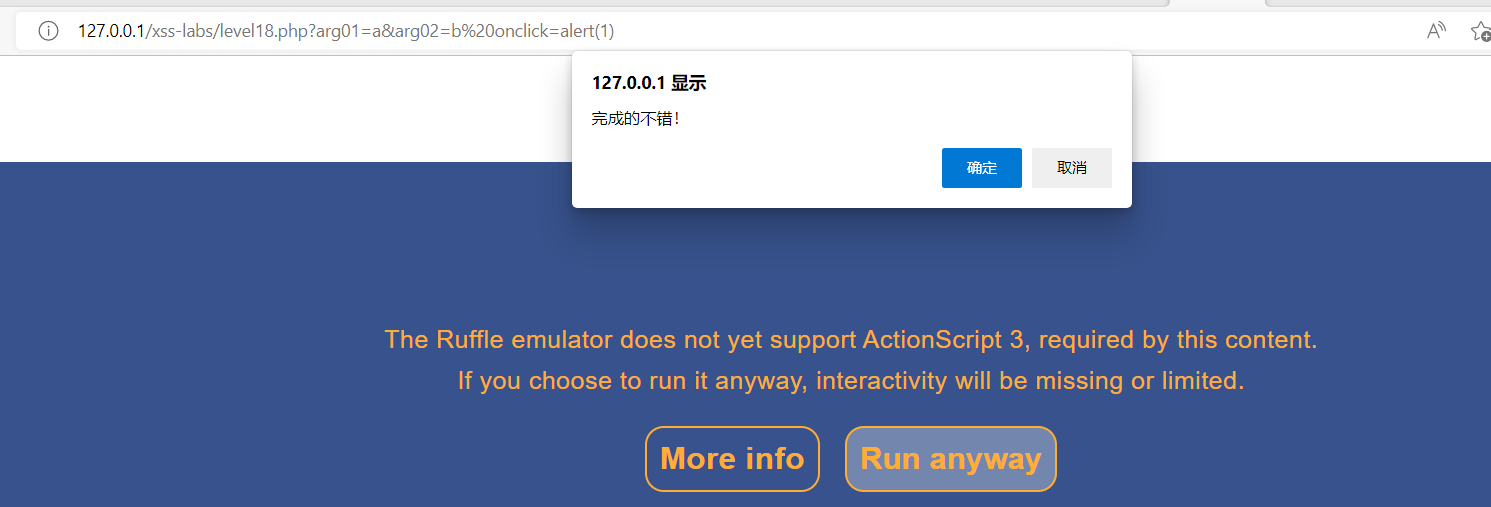 127.0.0.1/xss-labs/level18.php?arg01=a&arg02=b%20onclick=alert(1)
127.0.0.1 显示
完成的不错！
确定 取消
The Ruffle emulator does not yet support ActionScript 3, required by this content.
If you choose to run it anyway, interactivity will be missing or limited.
More info Run anyway